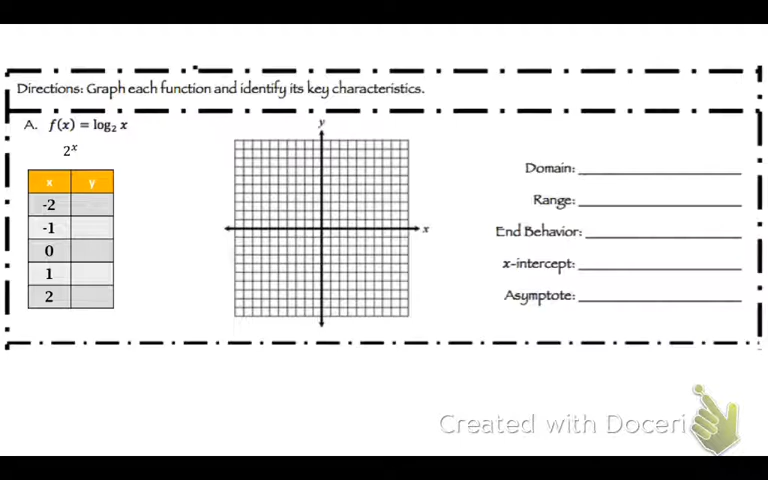 Directions: Graph each function and identify its key characteristics.
A. f(x) = log₂ x
2ˣ
x y
-2
-1
0
1
2
y
x
Domain:
Range:
End Behavior:
x-intercept:
Asymptote:
Created with Doceri